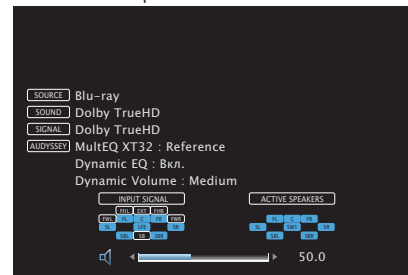 SOURCE Blu-ray
SOUND Dolby TrueHD
SIGNAL Dolby TrueHD
AUDYSSEY MultEQ XT32 : Reference
Dynamic EQ : Вкл.
Dynamic Volume : Medium
INPUT SIGNAL ACTIVE SPEAKERS
FHL EXT FHR
FWL FL C FR FWR FL C FR
SL LFE SR SL SW1 SR
SBL SB SBR SBL SBR
50.0